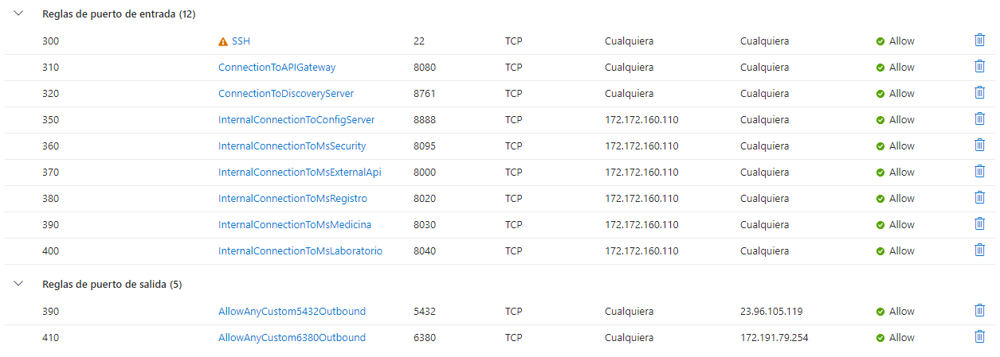 Reglas de puerto de entrada (12)
300 SSH 22 TCP Cualquiera Cualquiera Allow
310 ConnectionToAPIGateway 8080 TCP Cualquiera Cualquiera Allow
320 ConnectionToDiscoveryServer 8761 TCP Cualquiera Cualquiera Allow
350 InternalConnectionToConfigServer 8888 TCP 172.172.160.110 Cualquiera Allow
360 InternalConnectionToMsSecurity 8095 TCP 172.172.160.110 Cualquiera Allow
370 InternalConnectionToMsExternalApi 8000 TCP 172.172.160.110 Cualquiera Allow
380 InternalConnectionToMsRegistro 8020 TCP 172.172.160.110 Cualquiera Allow
390 InternalConnectionToMsMedicina 8030 TCP 172.172.160.110 Cualquiera Allow
400 InternalConnectionToMsLaboratorio 8040 TCP 172.172.160.110 Cualquiera Allow
Reglas de puerto de salida (5)
390 AllowAnyCustom5432Outbound 5432 TCP Cualquiera 23.96.105.119 Allow
410 AllowAnyCustom6380Outbound 6380 TCP Cualquiera 172.191.79.254 Allow